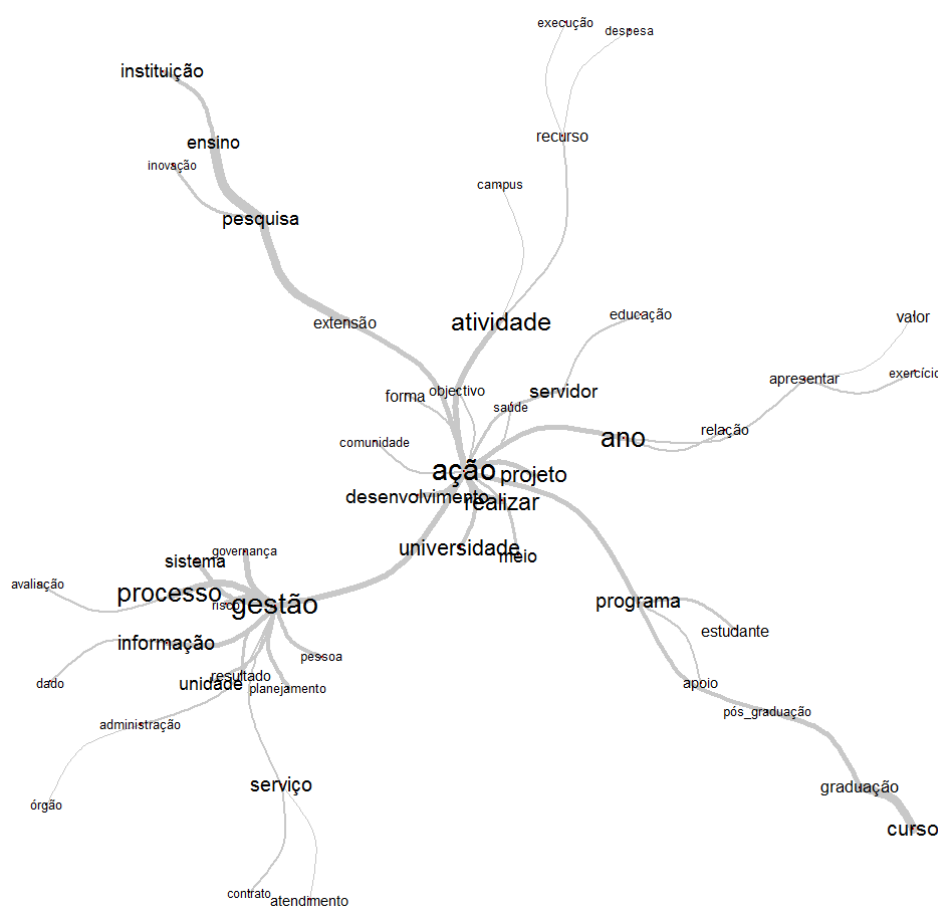 execução
despesa
instituição
recurso
ensino
inovação
campus
pesquisa
educação
valor
extensão
atividade
exercício
apresentar
objectivo
servidor
forma
saúde
relação
ano
comunidade
ação
projeto
desenvolvimento
realizar
universidade
meio
governança
sistema
avaliação
processo
risco
gestão
programa
estudante
informação
pessoa
resultado
dado
unidade
planejamento
apoio
pós_graduação
administração
serviço
graduação
órgão
curso
contrato
atendimento